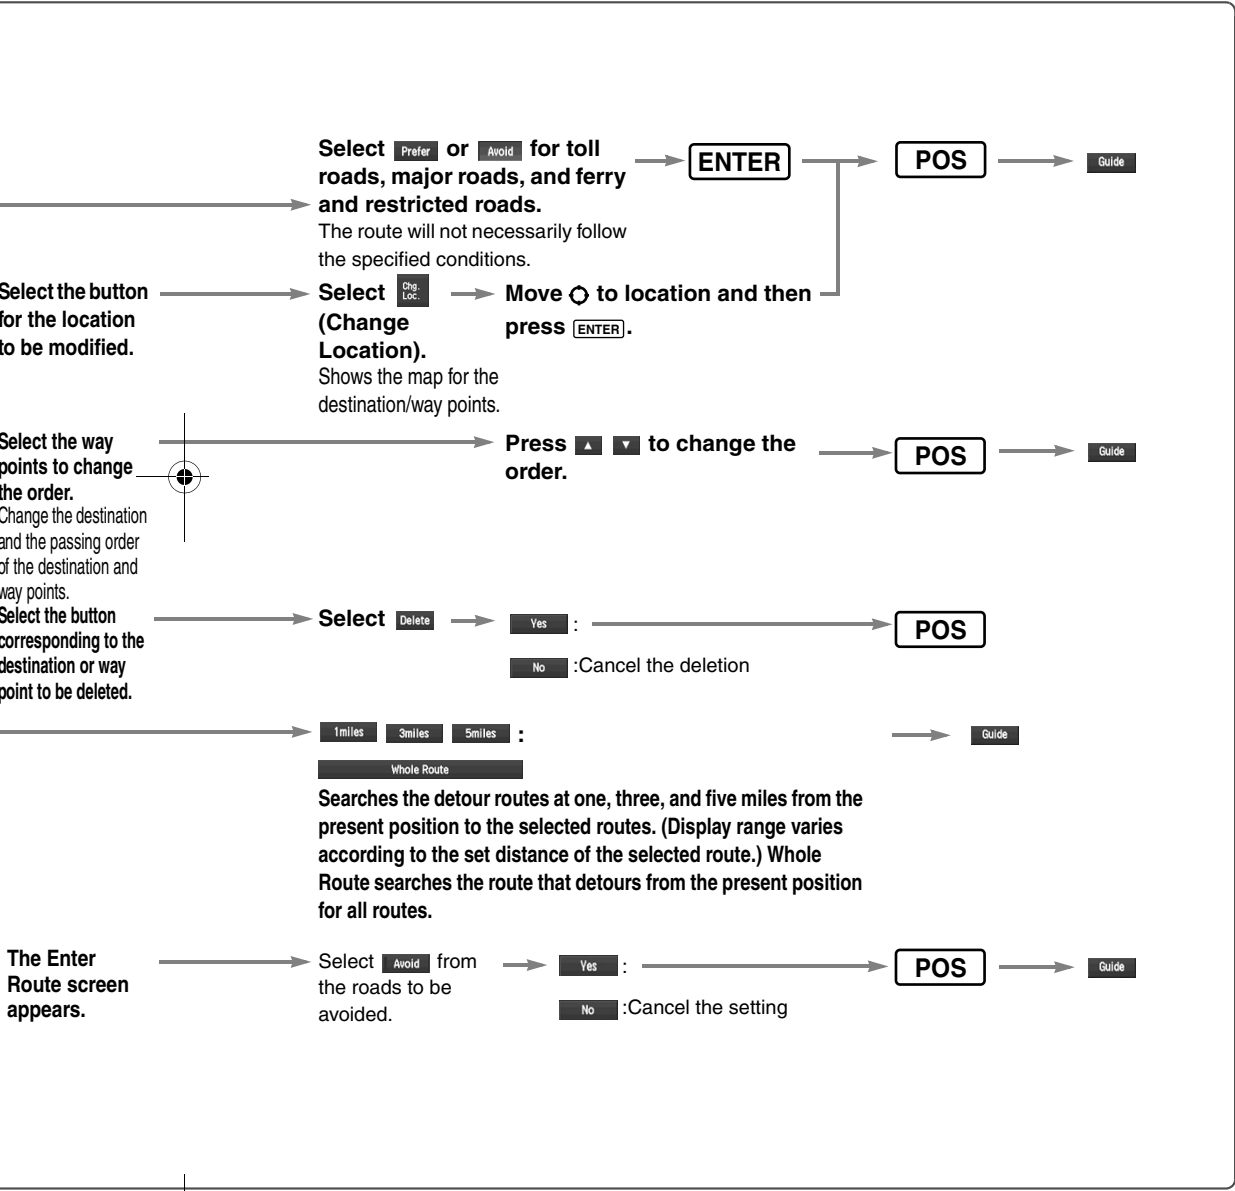 Select Prefer or Avoid for toll
roads, major roads, and ferry
and restricted roads.
The route will not necessarily follow
the specified conditions.
ENTER
POS
Guide
Select the button
for the location
to be modified.
Select Chg.
Loc.
(Change
Location).
Shows the map for the
destination/way points.
Move to location and then
press ENTER.
Select the way
points to change
the order.
Change the destination
and the passing order
of the destination and
way points.
Press ▲ ▼ to change the
order.
POS
Guide
Select the button
corresponding to the
destination or way
point to be deleted.
Select Delete
Yes :
No :Cancel the deletion
POS
1miles 3miles 5miles :
Whole Route
Guide
Searches the detour routes at one, three, and five miles from the
present position to the selected routes. (Display range varies
according to the set distance of the selected route.) Whole
Route searches the route that detours from the present position
for all routes.
The Enter
Route screen
appears.
Select Avoid from
the roads to be
avoided.
Yes :
No :Cancel the setting
POS
Guide